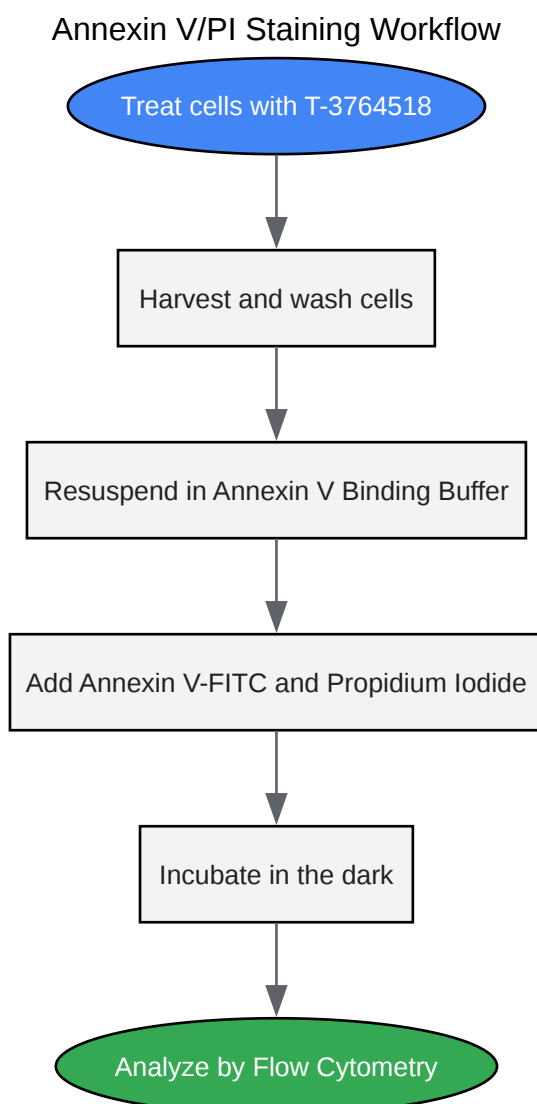 Annexin V/PI Staining Workflow
Treat cells with T-3764518
Harvest and wash cells
Resuspend in Annexin V Binding Buffer
Add Annexin V-FITC and Propidium Iodide
Incubate in the dark
Analyze by Flow Cytometry